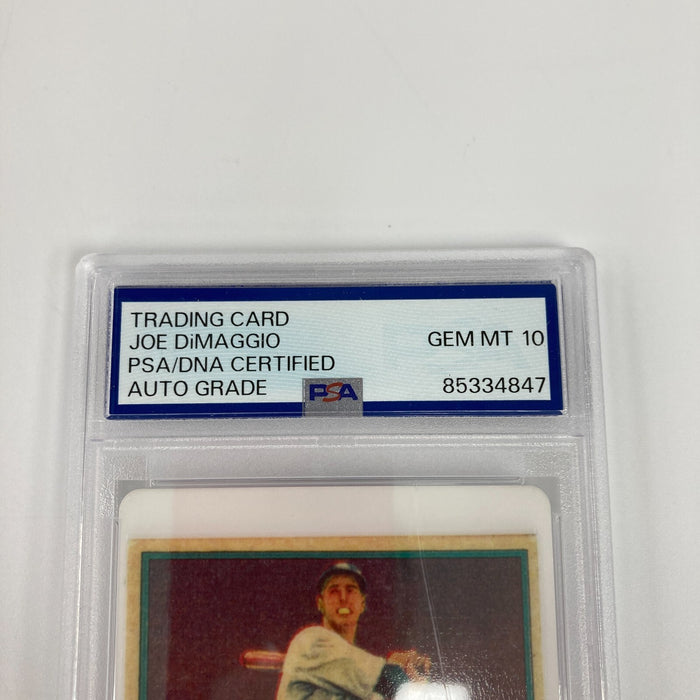 TRADING CARD
JOE DiMAGGIO
GEM MT 10
PSA/DNA CERTIFIED
AUTO GRADE
PSA
85334847